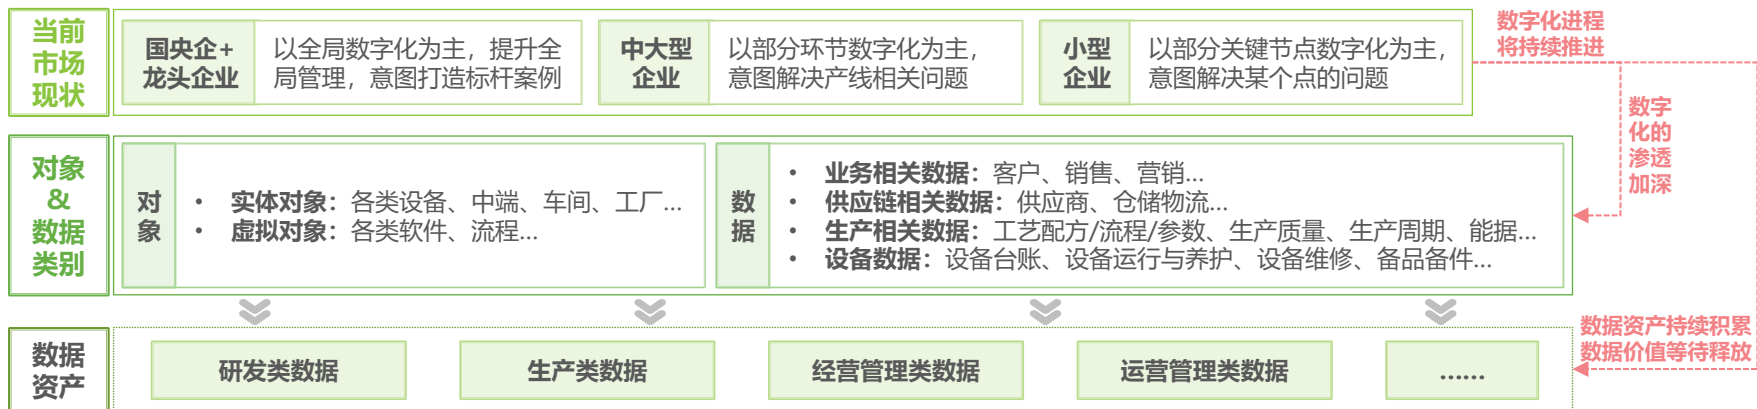 当前
市场
现状
国央企+
龙头企业
以全局数字化为主，提升全
局管理，意图打造标杆案例
中大型
企业
以部分环节数字化为主，
意图解决产线相关问题
小型
企业
以部分关键节点数字化为主，
意图解决某个点的问题
数字化进程
将持续推进
数字
化的
渗透
加深
对象
&
数据
类别
对
象
• 实体对象：各类设备、中端、车间、工厂...
• 虚拟对象：各类软件、流程...
数
据
• 业务相关数据：客户、销售、营销...
• 供应链相关数据：供应商、仓储物流...
• 生产相关数据：工艺配方/流程/参数、生产质量、生产周期、能据...
• 设备数据：设备台账、设备运行与养护、设备维修、备品备件...
数据
资产
研发类数据
生产类数据
经营管理类数据
运营管理类数据
……
数据资产持续积累
数据价值等待释放